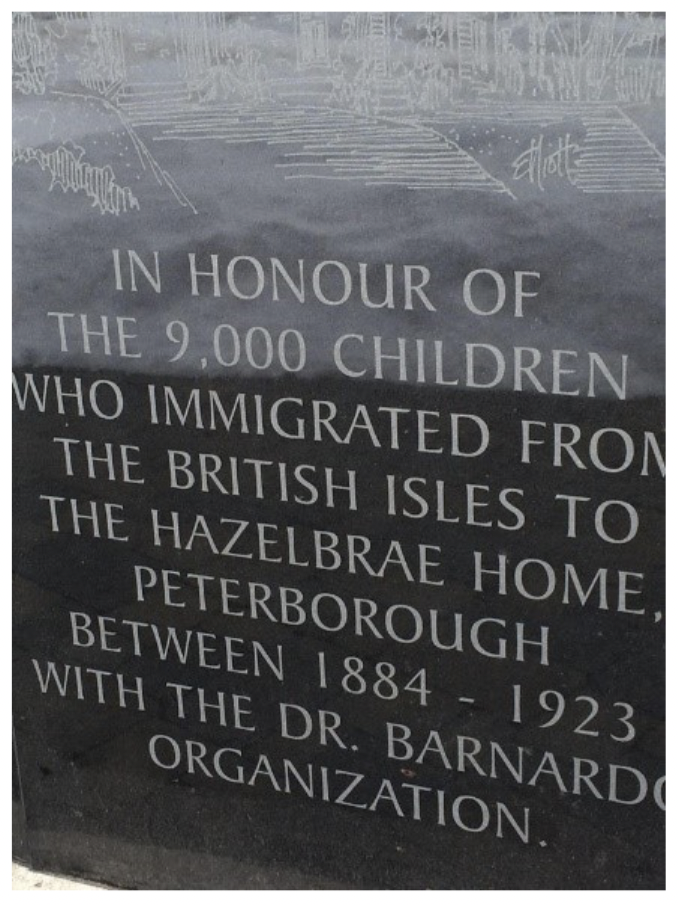 Elliott
IN HONOUR OF
THE 9,000 CHILDREN
WHO IMMIGRATED FROM
THE BRITISH ISLES TO
THE HAZELBRAE HOME,
PETERBOROUGH
BETWEEN 1884 - 1923
WITH THE DR. BARNARDO
ORGANIZATION.